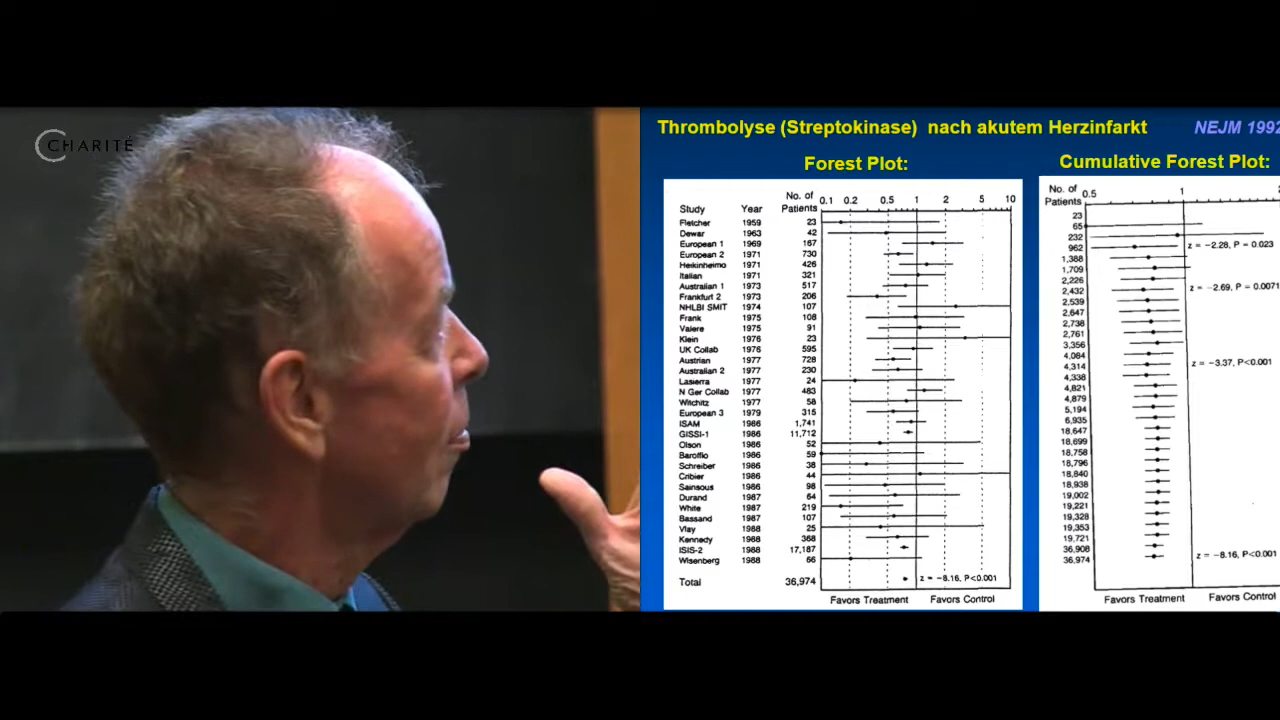 CHARITÉ
Thrombolyse (Streptokinase) nach akutem Herzinfarkt NEJM 1992
Forest Plot:
Study Year No. of Patients 0.1 0.2 0.5 1 2 5 10
Fletcher 1959 23
Dewar 1963 42
European 1 1969 167
European 2 1971 730
Heikinheimo 1971 426
Italian 1971 321
Australian 1 1973 517
Frankfurt 2 1973 206
NHLBI SMIT 1974 107
Frank 1975 108
Valere 1975 91
Klein 1976 23
UK Collab 1976 595
Austrian 1977 728
Australian 2 1977 230
Lasierra 1977 24
N Ger Collab 1977 483
Witchitz 1977 58
European 3 1979 315
ISAM 1986 1,741
GISSI-1 1986 11,712
Olson 1986 52
Baroffio 1986 59
Schreiber 1986 38
Cribier 1986 44
Sainsous 1986 98
Durand 1987 64
White 1987 219
Bassand 1987 107
Vlay 1988 25
Kennedy 1988 368
ISIS-2 1988 17,187
Wisenberg 1988 66
Total 36,974 z = −8.16, P<0.001
Favors Treatment Favors Control
Cumulative Forest Plot:
No. of Patients 0.5 1 2
23
65
232
962 z = −2.28, P = 0.023
1,388
1,709
2,226
2,432 z = −2.69, P = 0.0071
2,539
2,647
2,738
2,761
3,356
4,084
4,314 z = −3.37, P<0.001
4,338
4,821
4,879
5,194
6,935
18,647
18,699
18,758
18,796
18,840
18,938
19,002
19,221
19,328
19,353
19,721
36,908 z = −8.16, P<0.001
36,974
Favors Treatment Favors Control